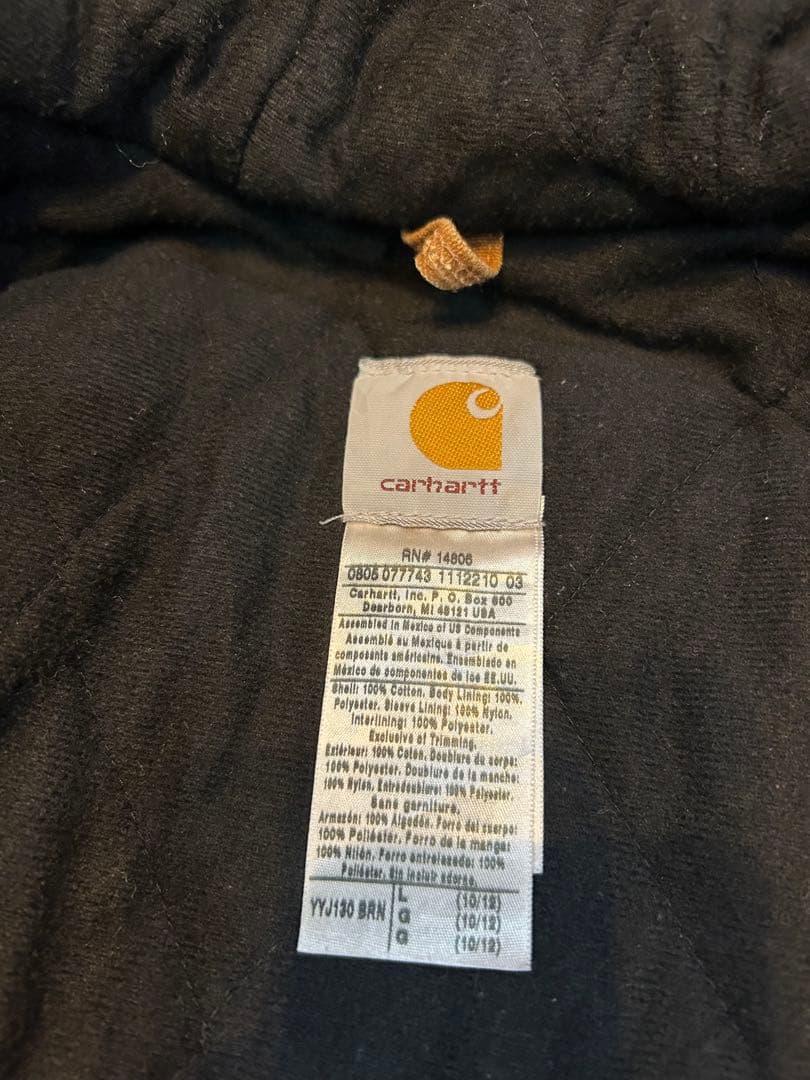 carhartt
RN# 14806
0805 077743 1112210 03
Carhartt, Inc. P. O. Box 600
Dearborn, MI 48121 USA
Assembled in Mexico of US Components
Assemblé au Mexique à partir de
composants américains. Ensamblado en
México de componentes de los EE.UU.
Shell: 100% Cotton. Body Lining: 100%
Polyester. Sleeve Lining: 100% Nylon.
Interlining: 100% Polyester.
Exclusive of Trimming.
Extérieur: 100% Coton. Doublure du corps:
100% Polyester. Doublure de la manche:
100% Nylon. Entredoublure: 100% Polyester.
Sans garniture.
Armazón: 100% Algodón. Forro del cuerpo:
100% Poliéster. Forro de la manga:
100% Nilón. Forro entrelazado: 100%
Poliéster. Sin incluir adorno.
YYJ130 BRN
L (10/12)
G (10/12)
G (10/12)